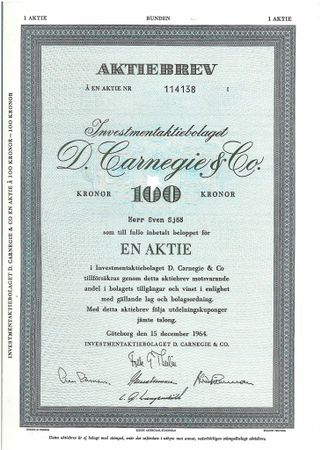 1 AKTIE BUNDEN 1 AKTIE
AKTIEBREV
Å EN AKTIE NR 114138 1
Investmentaktiebolaget
D. Carnegie & Co.
KRONOR 100 KRONOR
Herr Sven Sjöö
som till fullo inbetalt beloppet för
EN AKTIE
i Investmentaktiebolaget D. Carnegie & Co
tillförsäkras genom detta aktiebrev motsvarande
andel i bolagets tillgångar och vinst i enlighet
med gällande lag och bolagsordning.
Med detta aktiebrev följa utdelningskuponger
jämte talong.
Göteborg den 15 december 1964.
INVESTMENTAKTIEBOLAGET D. CARNEGIE & CO.
INVESTMENTAKTIEBOLAGET D. CARNEGIE & CO EN AKTIE Å 100 KRONOR—100 KRONOR